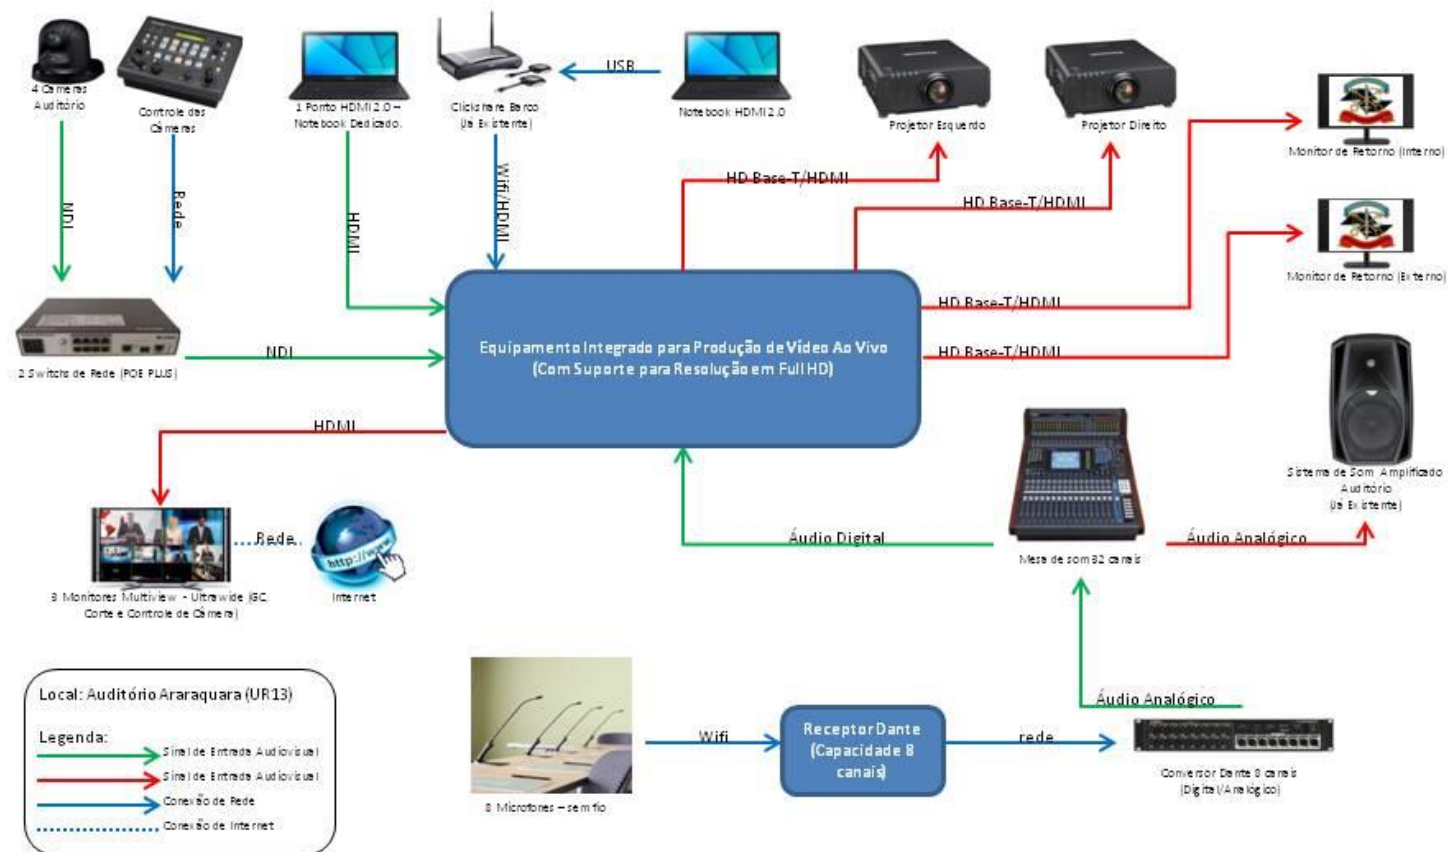 4 Cameras
Auditório
Controle das
Câmeras
1 Ponto HDMI 2.0 –
Notebook Dedicado.
Clickshare Barco
(Já Existente)
USB
Notebook HDMI 2.0
Projetor Esquerdo
Projetor Direito
Monitor de Retorno (Interno)
Monitor de Retorno (Externo)
NDI
Rede
HDMI
Wifi/HDMI
HD Base-T/HDMI
HD Base-T/HDMI
HD Base-T/HDMI
HD Base-T/HDMI
2 Switchs de Rede (POE PLUS)
NDI
Equipamento Integrado para Produção de Vídeo Ao Vivo
(Com Suporte para Resolução em Full HD)
HDMI
Sistema de Som Amplificado
Auditório
(Já Existente)
Rede
http://www
Internet
3 Monitores Multiview - Ultrawide (GC,
Corte e Controle de Câmera)
Áudio Digital
Mesa de som 32 canais
Áudio Analógico
Local: Auditório Araraquara (UR13)
Legenda:
Sinal de Entrada Audiovisual
Sinal de Entrada Audiovisual
Conexão de Rede
Conexão de Internet
8 Microfones – sem fio
Wifi
Receptor Dante
(Capacidade 8
canais)
rede
Áudio Analógico
Conversor Dante 8 canais
(Digital/Analógico)